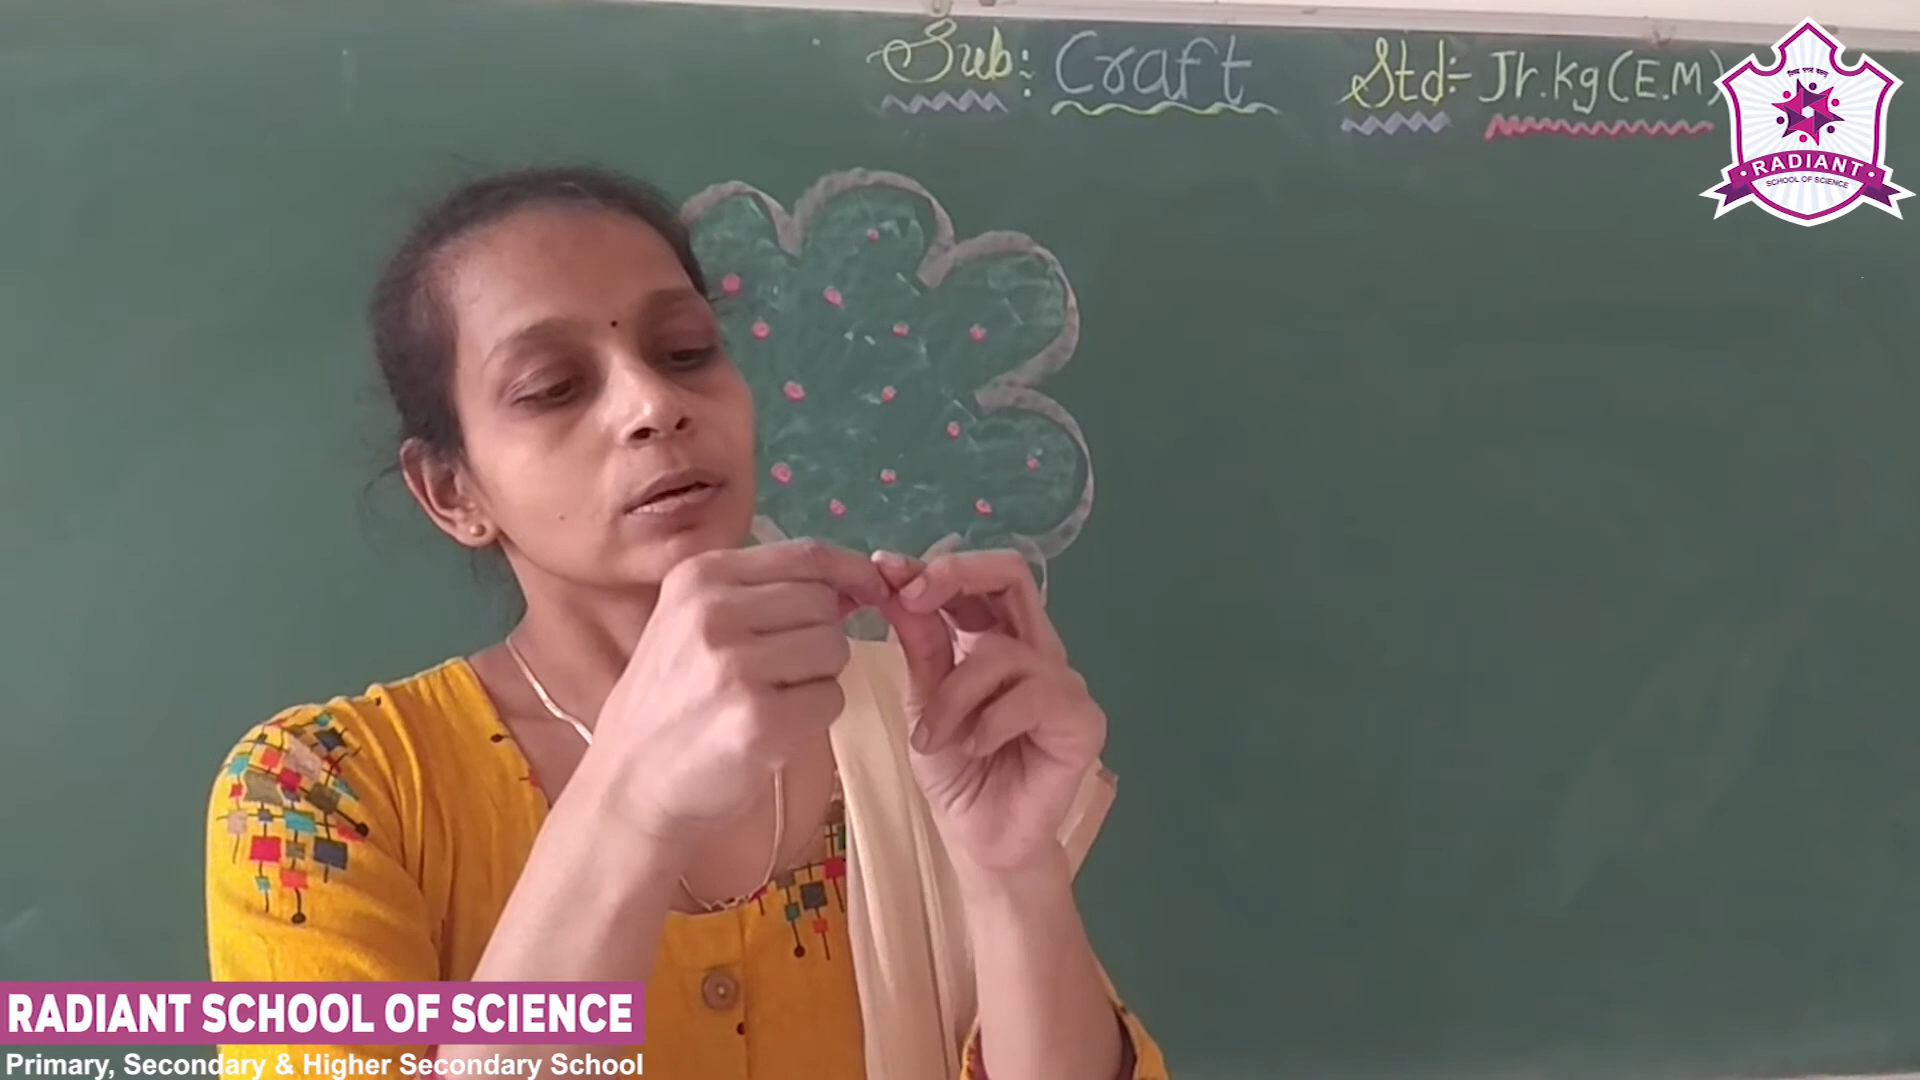 Sub: Craft Std:- Jr.Kg(E.M)
RADIANT
SCHOOL OF SCIENCE
RADIANT SCHOOL OF SCIENCE
Primary, Secondary & Higher Secondary School